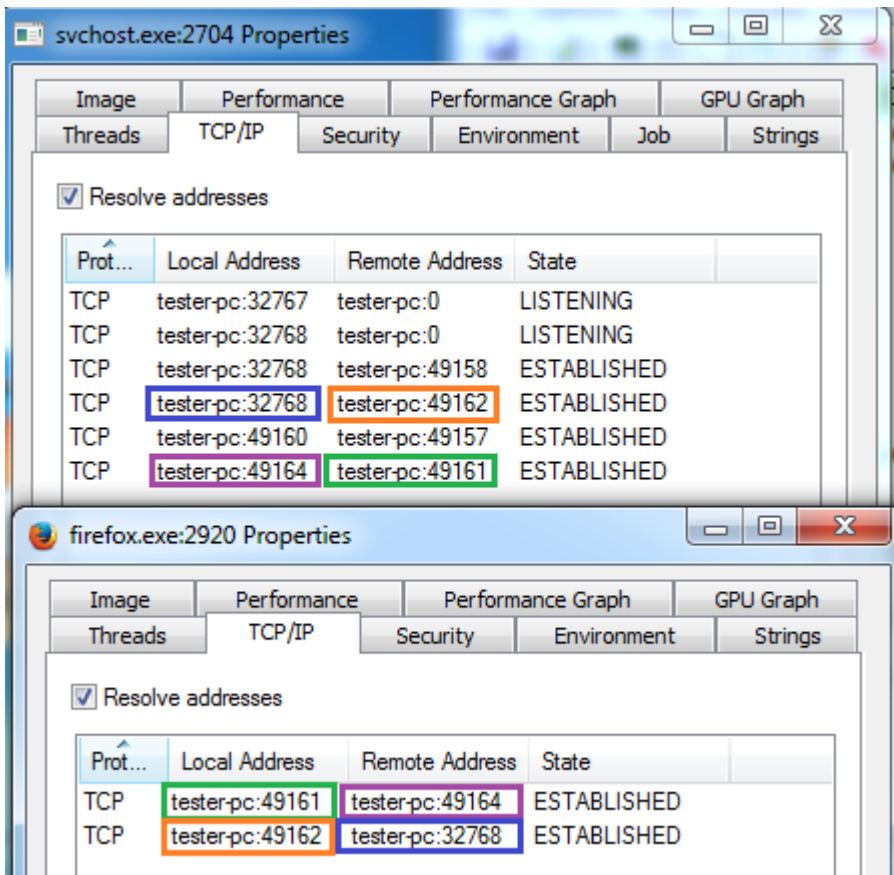 svchost.exe:2704 Properties
Image Performance Performance Graph GPU Graph
Threads TCP/IP Security Environment Job Strings
Resolve addresses
Prot... Local Address Remote Address State
TCP tester-pc:32767 tester-pc:0 LISTENING
TCP tester-pc:32768 tester-pc:0 LISTENING
TCP tester-pc:32768 tester-pc:49158 ESTABLISHED
TCP tester-pc:32768 tester-pc:49162 ESTABLISHED
TCP tester-pc:49160 tester-pc:49157 ESTABLISHED
TCP tester-pc:49164 tester-pc:49161 ESTABLISHED
firefox.exe:2920 Properties
Image Performance Performance Graph GPU Graph
Threads TCP/IP Security Environment Strings
Resolve addresses
Prot... Local Address Remote Address State
TCP tester-pc:49161 tester-pc:49164 ESTABLISHED
TCP tester-pc:49162 tester-pc:32768 ESTABLISHED